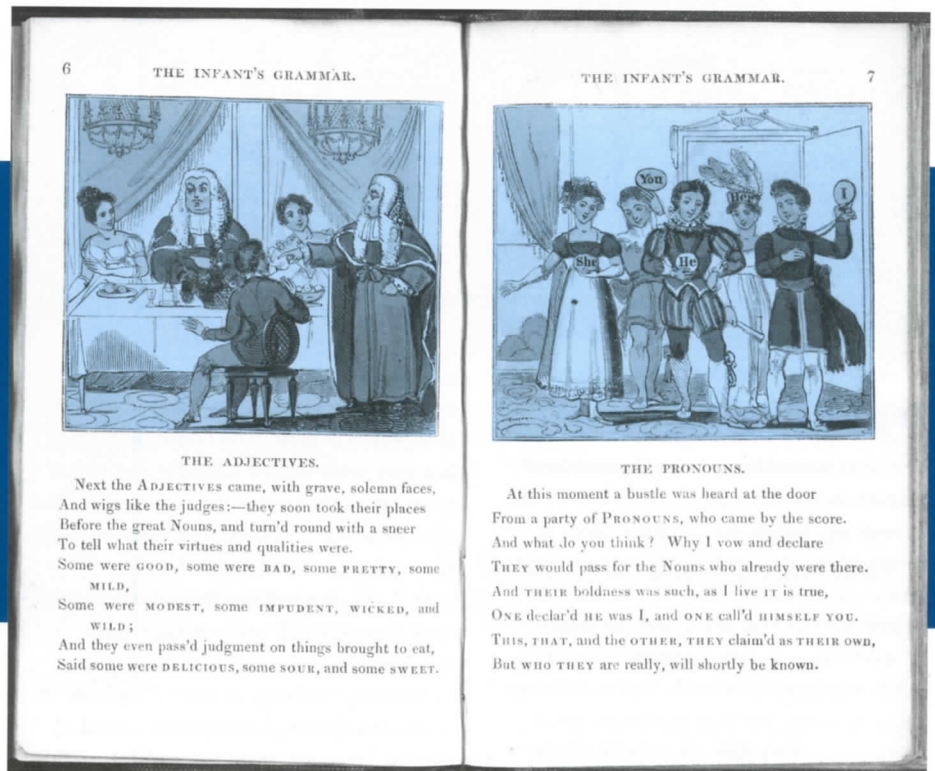 6
THE INFANT'S GRAMMAR.
THE ADJECTIVES.
Next the ADJECTIVES came, with grave, solemn faces,
And wigs like the judges:—they soon took their places
Before the great Nouns, and turn'd round with a sneer
To tell what their virtues and qualities were.
Some were GOOD, some were BAD, some PRETTY, some
MILD,
Some were MODEST, some IMPUDENT, WICKED, and
WILD;
And they even pass'd judgment on things brought to eat,
Said some were DELICIOUS, some SOUR, and some SWEET.
THE INFANT'S GRAMMAR.
7
You
Her
I
She
He
THE PRONOUNS.
At this moment a bustle was heard at the door
From a party of PRONOUNS, who came by the score.
And what do you think? Why I vow and declare
THEY would pass for the Nouns who already were there.
And THEIR boldness was such, as I live IT is true,
ONE declar'd HE was I, and ONE call'd HIMSELF YOU.
THIS, THAT, and the OTHER, THEY claim'd as THEIR own,
But WHO THEY are really, will shortly be known.